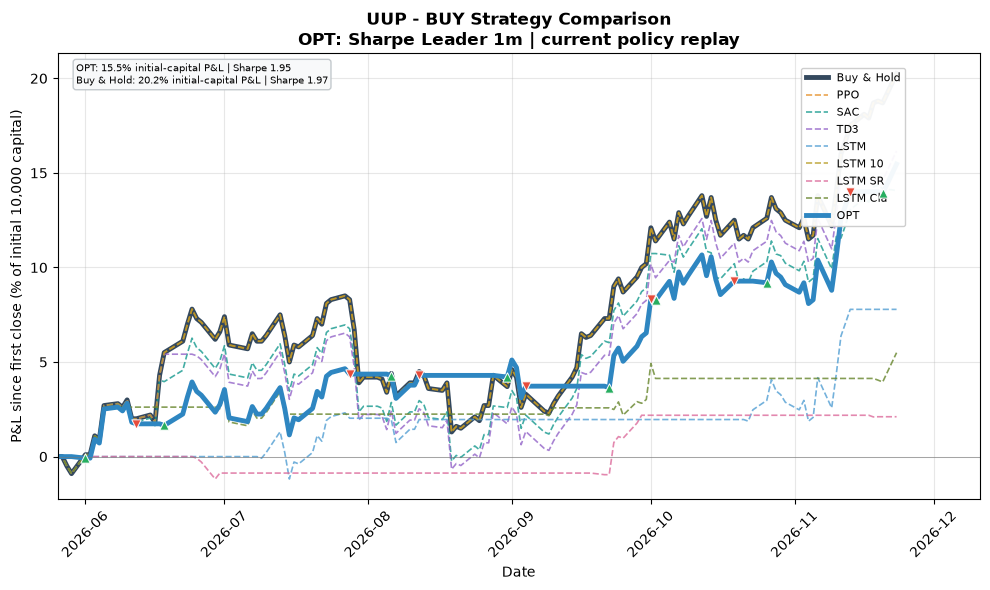 UUP - BUY Strategy Comparison
OPT: Sharpe Leader 1m | current policy replay
OPT: 15.5% initial-capital P&L | Sharpe 1.95
Buy & Hold: 20.2% initial-capital P&L | Sharpe 1.97
Buy & Hold
PPO
SAC
TD3
LSTM
LSTM 10
LSTM SR
LSTM Cla
OPT
P&L since first close (% of initial 10,000 capital)
20
15
10
5
0
2026-06
2026-07
2026-08
2026-09
2026-10
2026-11
2026-12
Date